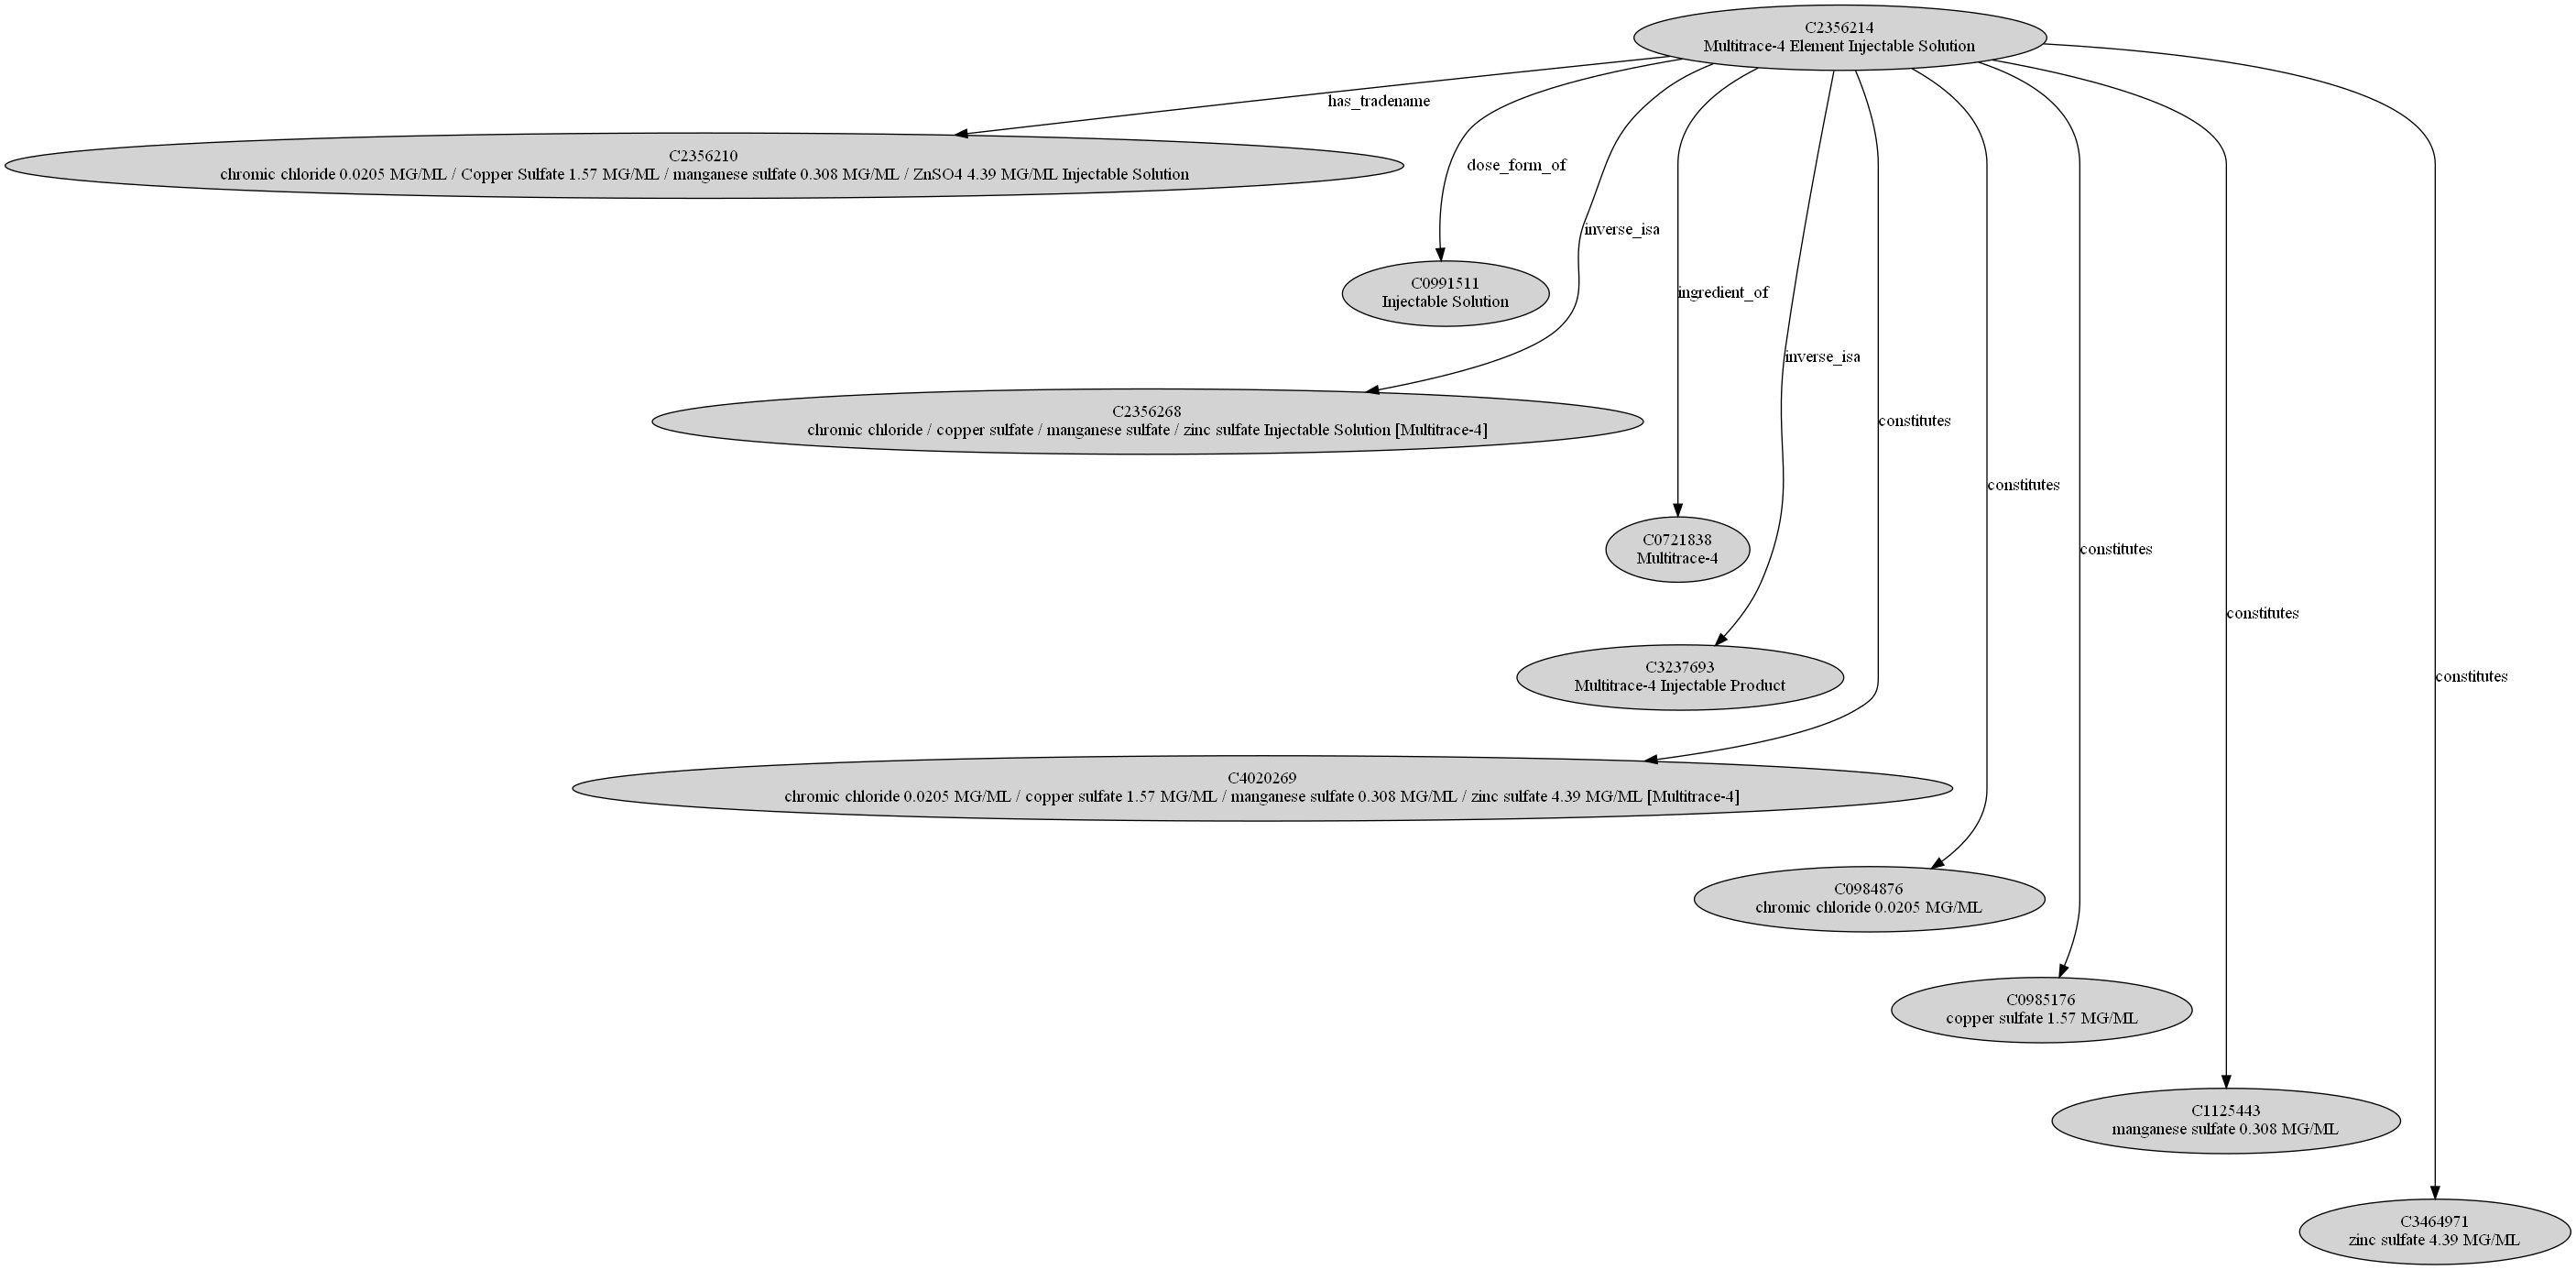 C2356214
Multitrace-4 Element Injectable Solution
has_tradename
C2356210
chromic chloride 0.0205 MG/ML / Copper Sulfate 1.57 MG/ML / manganese sulfate 0.308 MG/ML / ZnSO4 4.39 MG/ML Injectable Solution
dose_form_of
inverse_isa
C0991511
Injectable Solution
ingredient_of
inverse_isa
C2356268
chromic chloride / copper sulfate / manganese sulfate / zinc sulfate Injectable Solution [Multitrace-4]
constitutes
constitutes
C0721838
Multitrace-4
constitutes
constitutes
C3237693
Multitrace-4 Injectable Product
constitutes
C4020269
chromic chloride 0.0205 MG/ML / copper sulfate 1.57 MG/ML / manganese sulfate 0.308 MG/ML / zinc sulfate 4.39 MG/ML [Multitrace-4]
C0984876
chromic chloride 0.0205 MG/ML
C0985176
copper sulfate 1.57 MG/ML
C1125443
manganese sulfate 0.308 MG/ML
C3464971
zinc sulfate 4.39 MG/ML